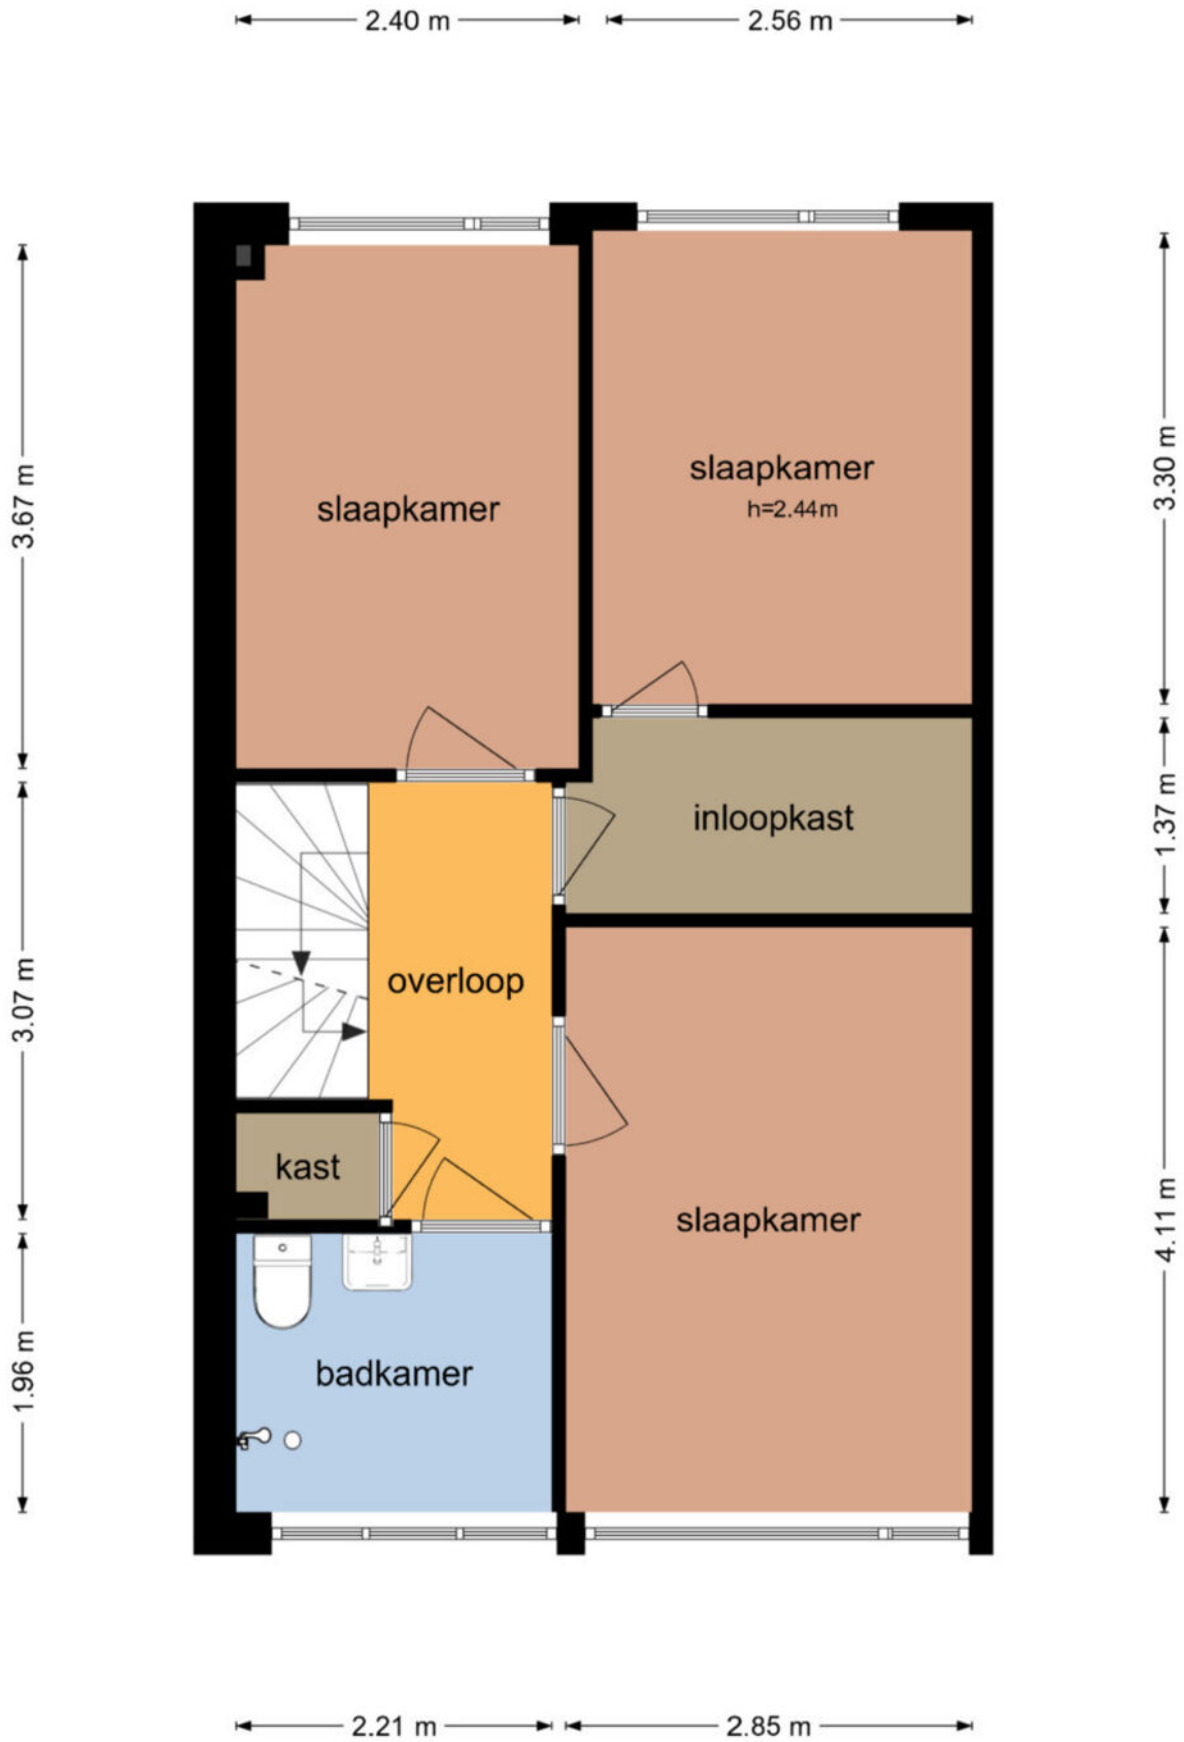 2.40 m
2.56 m
3.67 m
3.30 m
slaapkamer
h=2.44m
slaapkamer
inloopkast
1.37 m
overloop
3.07 m
kast
slaapkamer
4.11 m
badkamer
1.96 m
2.21 m
2.85 m